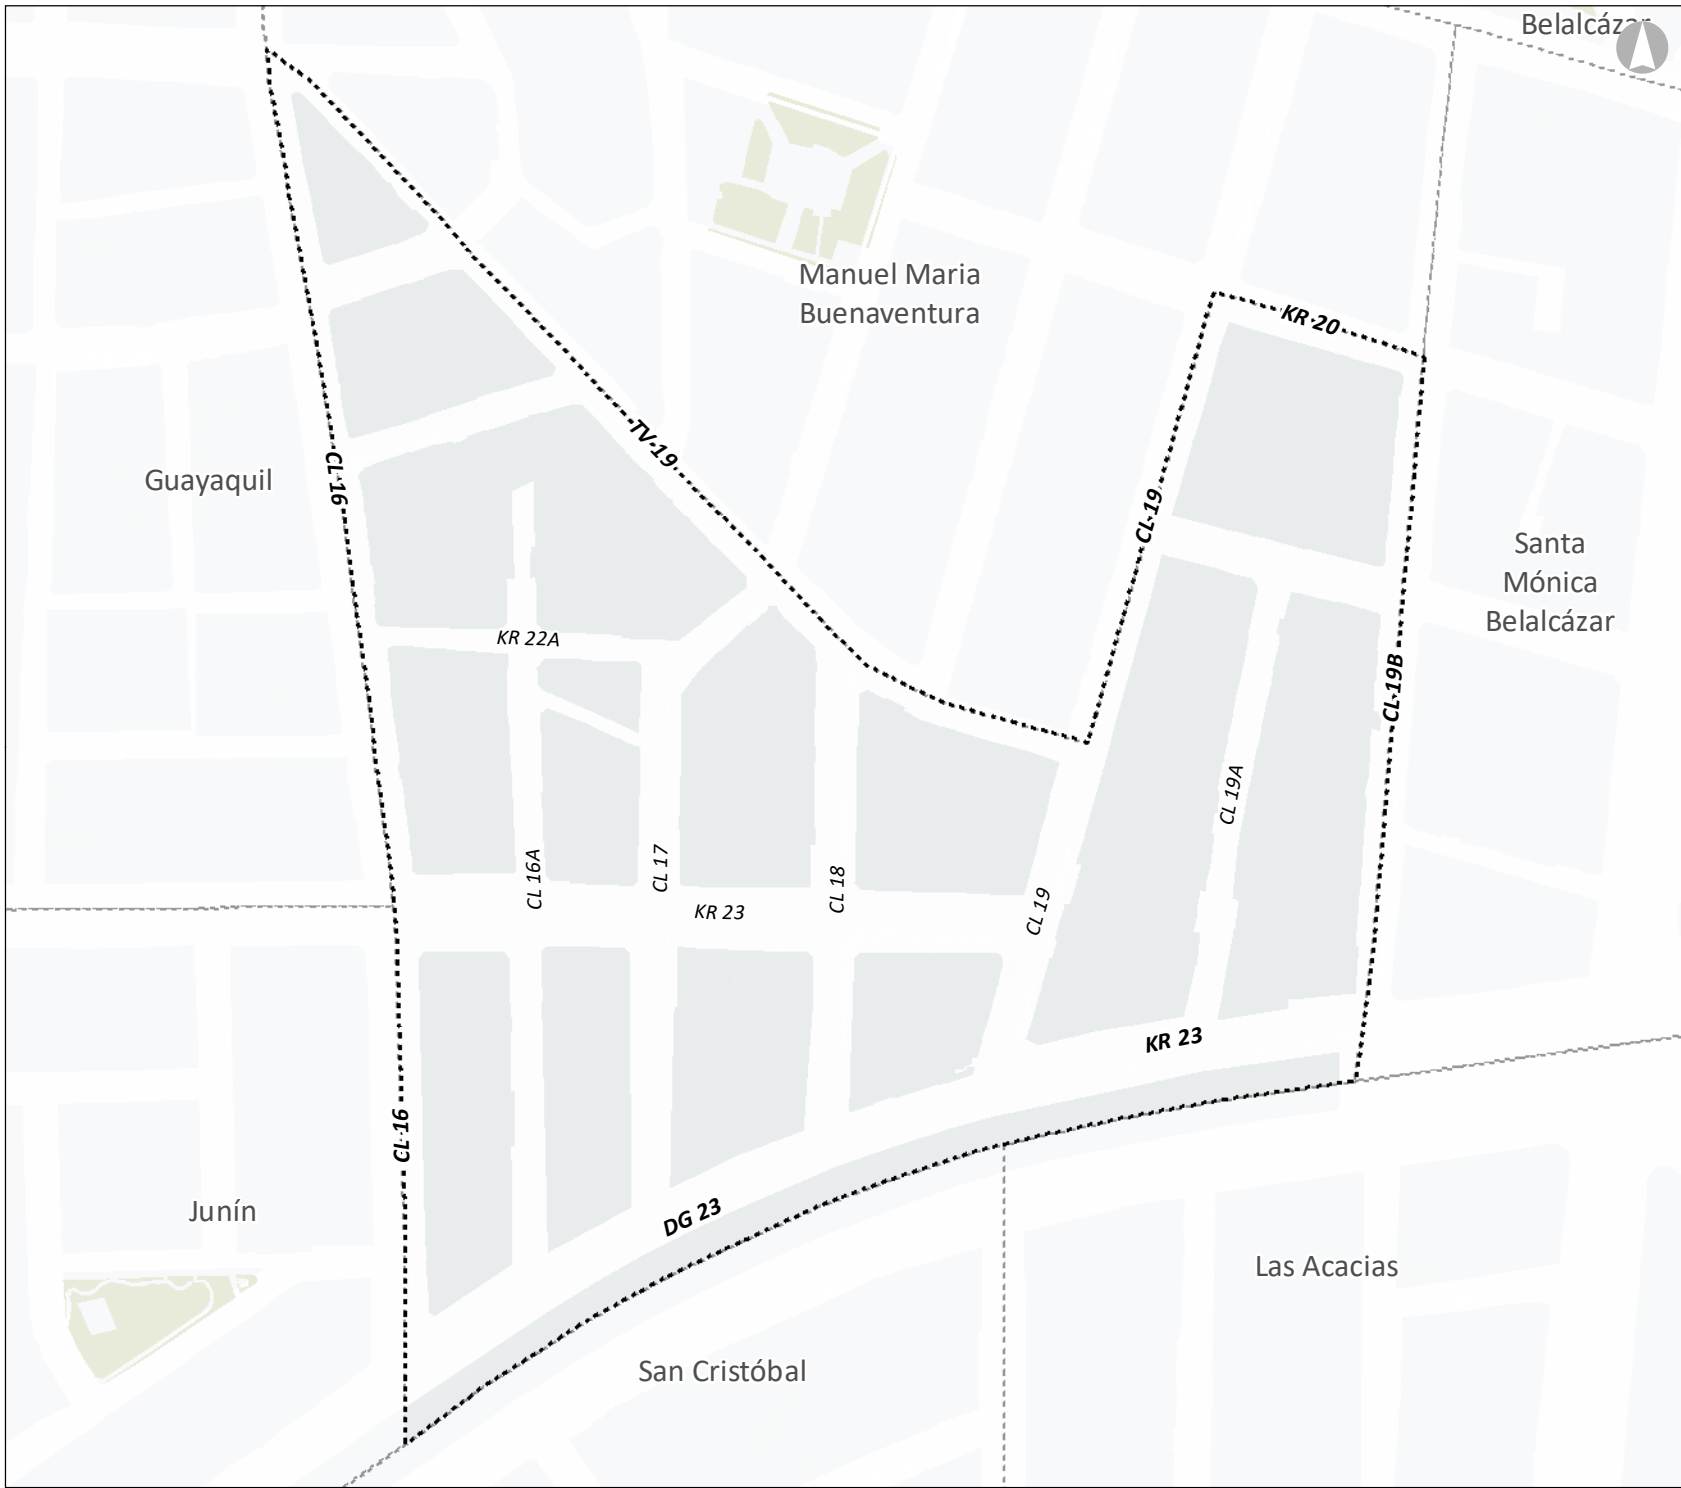 Belalcázar
Manuel Maria
Buenaventura
KR 20
TV 19
CL 16
Guayaquil
CL 19
Santa
Mónica
Belalcázar
KR 22A
CL 19B
CL 19A
CL 16A
CL 17
CL 18
CL 19
KR 23
KR 23
CL 16
Junín
DG 23
Las Acacias
San Cristóbal